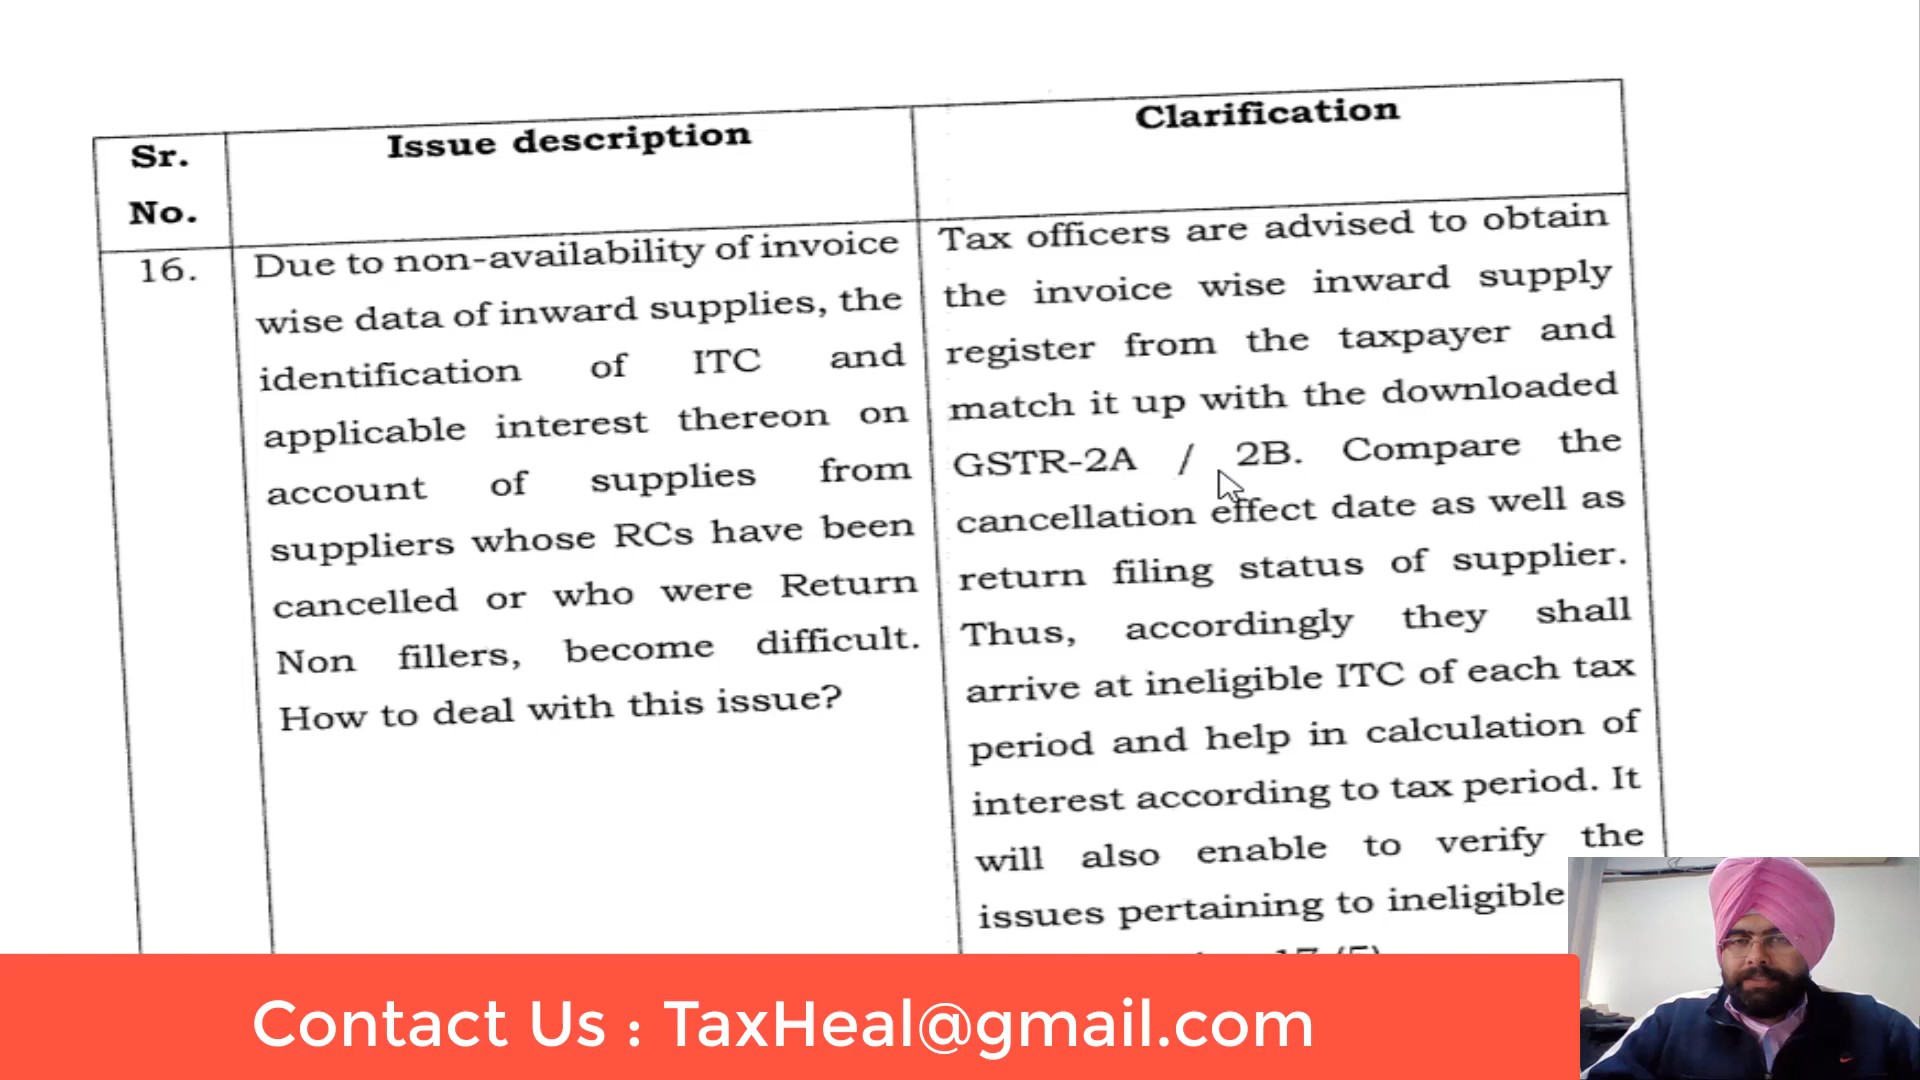 Sr.
No.
Issue description
Clarification
16.
Due to non-availability of invoice
wise data of inward supplies, the
identification of ITC and
applicable interest thereon on
account of supplies from
suppliers whose RCs have been
cancelled or who were Return
Non fillers, become difficult.
How to deal with this issue?
Tax officers are advised to obtain
the invoice wise inward supply
register from the taxpayer and
match it up with the downloaded
GSTR-2A / 2B. Compare the
cancellation effect date as well as
return filing status of supplier.
Thus, accordingly they shall
arrive at ineligible ITC of each tax
period and help in calculation of
interest according to tax period. It
will also enable to verify the
issues pertaining to ineligible
Contact Us : TaxHeal@gmail.com